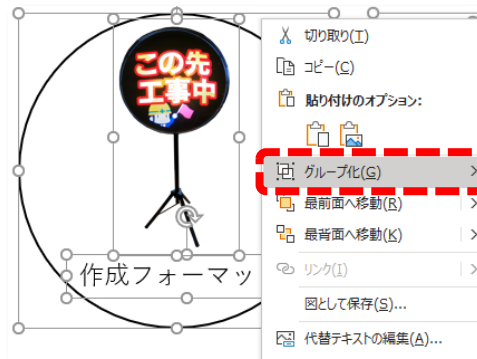 この先
工事中
作成フォーマッ
切り取り(T)
コピー(C)
貼り付けのオプション:
グループ化(G)
最前面へ移動(R)
最背面へ移動(K)
リンク(I)
図として保存(S)...
代替テキストの編集(A)...